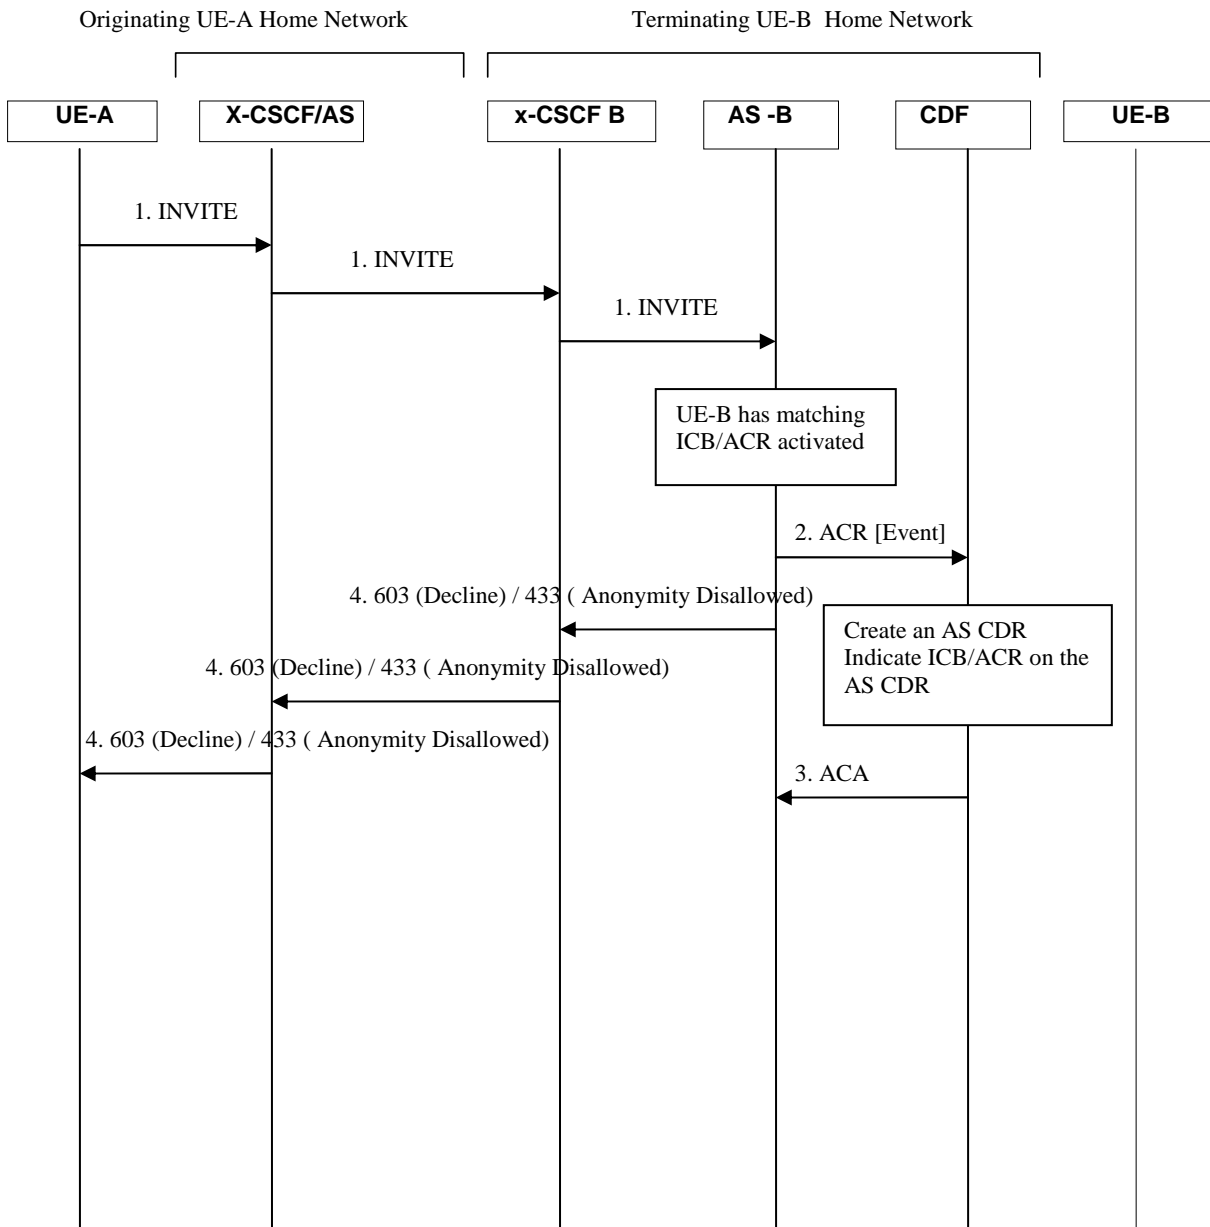 Originating UE-A Home Network
Terminating UE-B  Home Network
UE-A
X-CSCF/AS
x-CSCF B
AS -B
CDF
UE-B
1. INVITE
1. INVITE
1. INVITE
UE-B has matching
ICB/ACR activated
2. ACR [Event]
4. 603 (Decline) / 433 ( Anonymity Disallowed)
Create an AS CDR
Indicate ICB/ACR on the
AS CDR
4. 603 (Decline) / 433 ( Anonymity Disallowed)
4. 603 (Decline) / 433 ( Anonymity Disallowed)
3. ACA